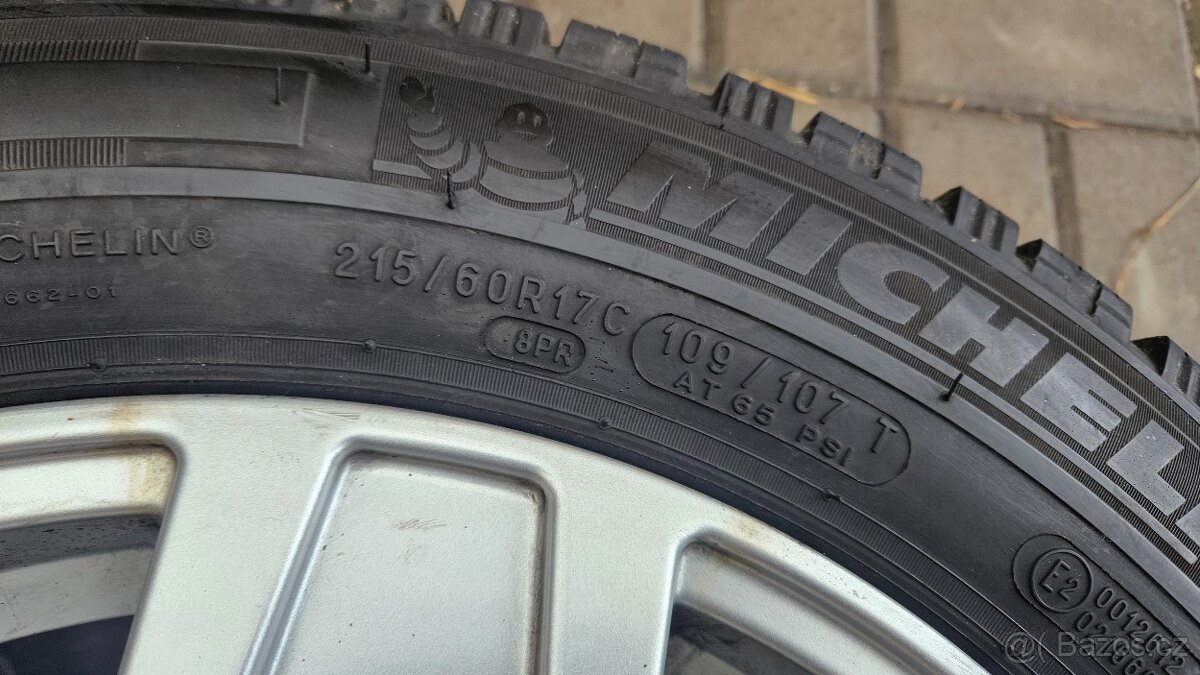 MICHEL
CHELIN®
662-01
215/60R17C
8PR
109/107 T
AT 65 PSI
E2
Bazos.cz